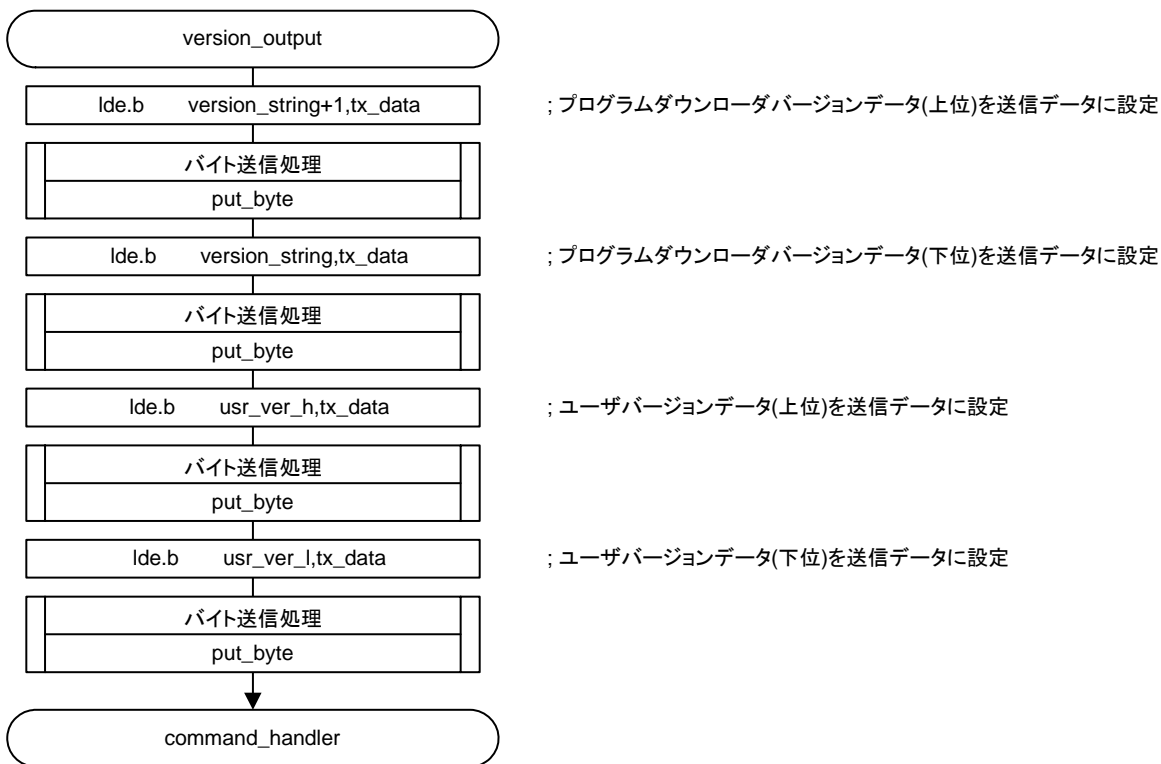 version_output
lde.b version_string+1,tx_data ; プログラムダウンローダバージョンデータ(上位)を送信データに設定
バイト送信処理
put_byte
lde.b version_string,tx_data ; プログラムダウンローダバージョンデータ(下位)を送信データに設定
バイト送信処理
put_byte
lde.b usr_ver_h,tx_data ; ユーザバージョンデータ(上位)を送信データに設定
バイト送信処理
put_byte
lde.b usr_ver_l,tx_data ; ユーザバージョンデータ(下位)を送信データに設定
バイト送信処理
put_byte
command_handler